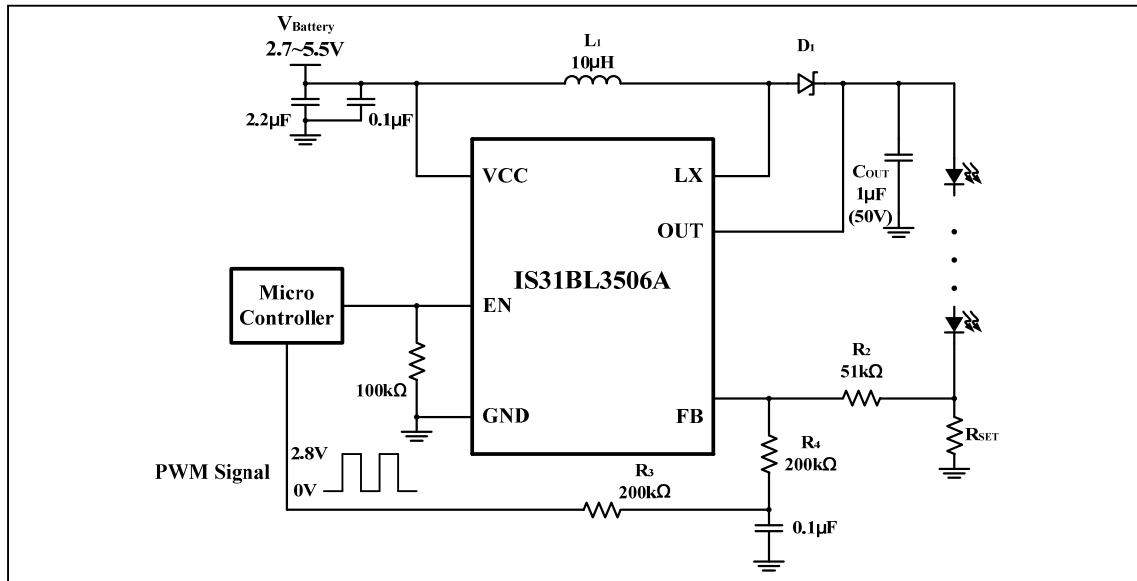 VBattery
2.7~5.5V
L1
10µH
D1
2.2µF
0.1µF
VCC
LX
COUT
1µF
(50V)
OUT
IS31BL3506A
Micro
Controller
EN
R2
51kΩ
100kΩ
GND
FB
RSET
R4
200kΩ
2.8V
PWM Signal
0V
R3
200kΩ
0.1µF